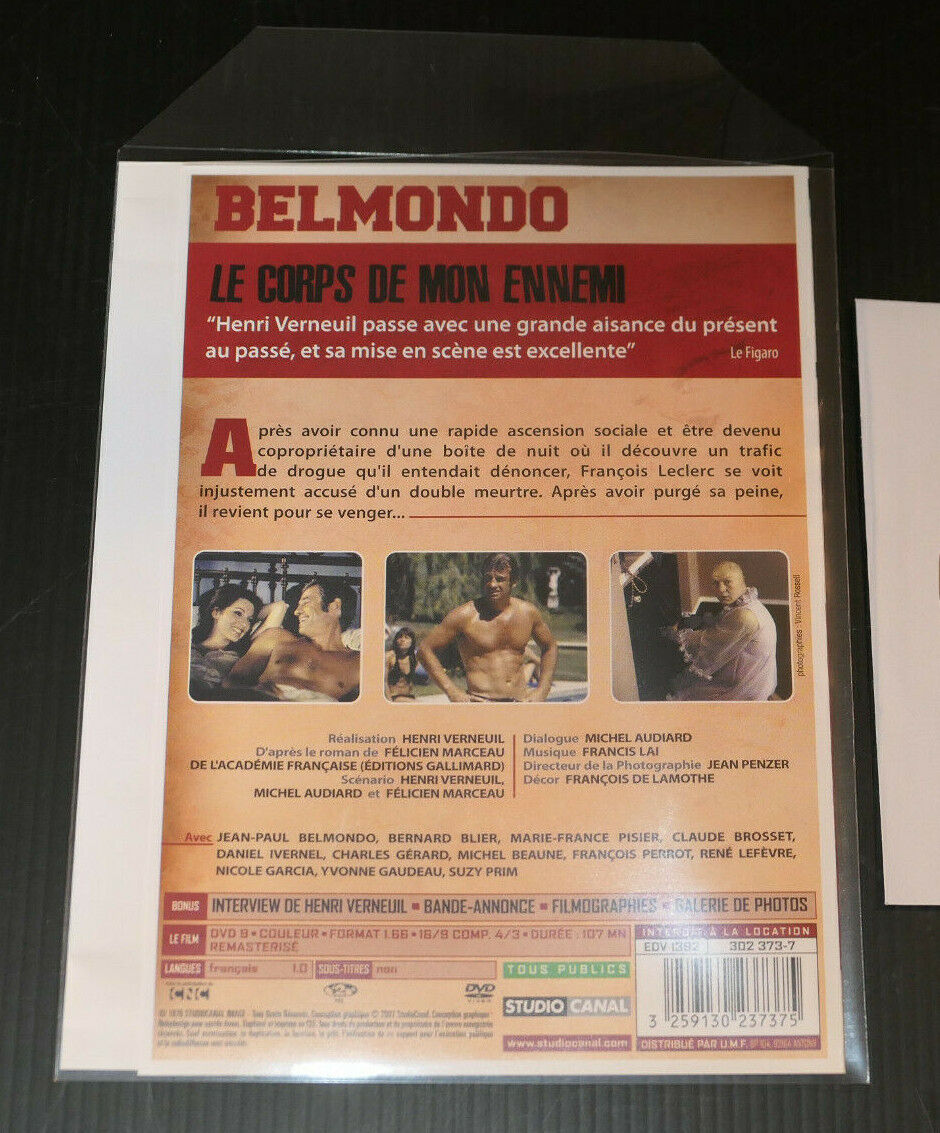 BELMONDO
LE CORPS DE MON ENNEMI
“Henri Verneuil passe avec une grande aisance du présent
au passé, et sa mise en scène est excellente”
Le Figaro
Après avoir connu une rapide ascension sociale et être devenu
copropriétaire d'une boîte de nuit où il découvre un trafic
de drogue qu'il entendait dénoncer, François Leclerc se voit
injustement accusé d'un double meurtre. Après avoir purgé sa peine,
il revient pour se venger...
photographies : Vincent Rossell
Réalisation HENRI VERNEUIL
D'après le roman de FÉLICIEN MARCEAU
DE L'ACADÉMIE FRANÇAISE (ÉDITIONS GALLIMARD)
Scénario HENRI VERNEUIL,
MICHEL AUDIARD et FÉLICIEN MARCEAU
Dialogue MICHEL AUDIARD
Musique FRANCIS LAI
Directeur de la Photographie JEAN PENZER
Décor FRANÇOIS DE LAMOTHE
Avec JEAN-PAUL BELMONDO, BERNARD BLIER, MARIE-FRANCE PISIER, CLAUDE BROSSET,
DANIEL IVERNEL, CHARLES GÉRARD, MICHEL BEAUNE, FRANÇOIS PERROT, RENÉ LEFÈVRE,
NICOLE GARCIA, YVONNE GAUDEAU, SUZY PRIM
BONUS INTERVIEW DE HENRI VERNEUIL • BANDE-ANNONCE • FILMOGRAPHIES • GALERIE DE PHOTOS
LE FILM DVD 9 • COULEUR • FORMAT 1.66 • 16/9 COMP. 4/3 • DURÉE : 107 MN
REMASTERISÉ
LANGUES français 1.0 SOUS-TITRES non
TOUS PUBLICS
INTERDIT À LA LOCATION
EDV 1392 302 373-7
CNC
2
DVD
VIDEO
STUDIO CANAL
www.studiocanal.com
3 259130 237375
DISTRIBUÉ PAR U.M.F.